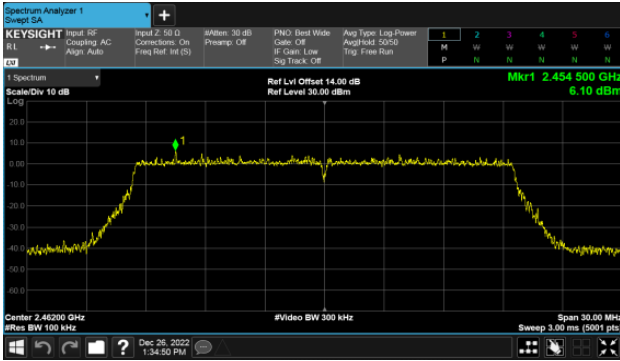 Spectrum Analyzer 1
Swept SA
KEYSIGHT
RL
LXI
Input: RF
Coupling: AC
Align: Auto
Input Z: 50 Ω
Corrections: On
Freq Ref: Int (S)
#Atten: 30 dB
Preamp: Off
PNO: Best Wide
Gate: Off
IF Gain: Low
Sig Track: Off
Avg Type: Log-Power
Avg|Hold: 50/50
Trig: Free Run
1 2 3 4 5 6
M W W W W W
P N N N N N
1 Spectrum
Scale/Div 10 dB
Log
Ref Lvl Offset 14.00 dB
Ref Level 30.00 dBm
Mkr1 2.454 500 GHz
6.10 dBm
20.0
10.0
1
0.00
-10.0
-20.0
-30.0
-40.0
-50.0
-60.0
Center 2.46200 GHz
#Res BW 100 kHz
#Video BW 300 kHz
Span 30.00 MHz
Sweep 3.00 ms (5001 pts)
?
Dec 26, 2022
1:34:50 PM